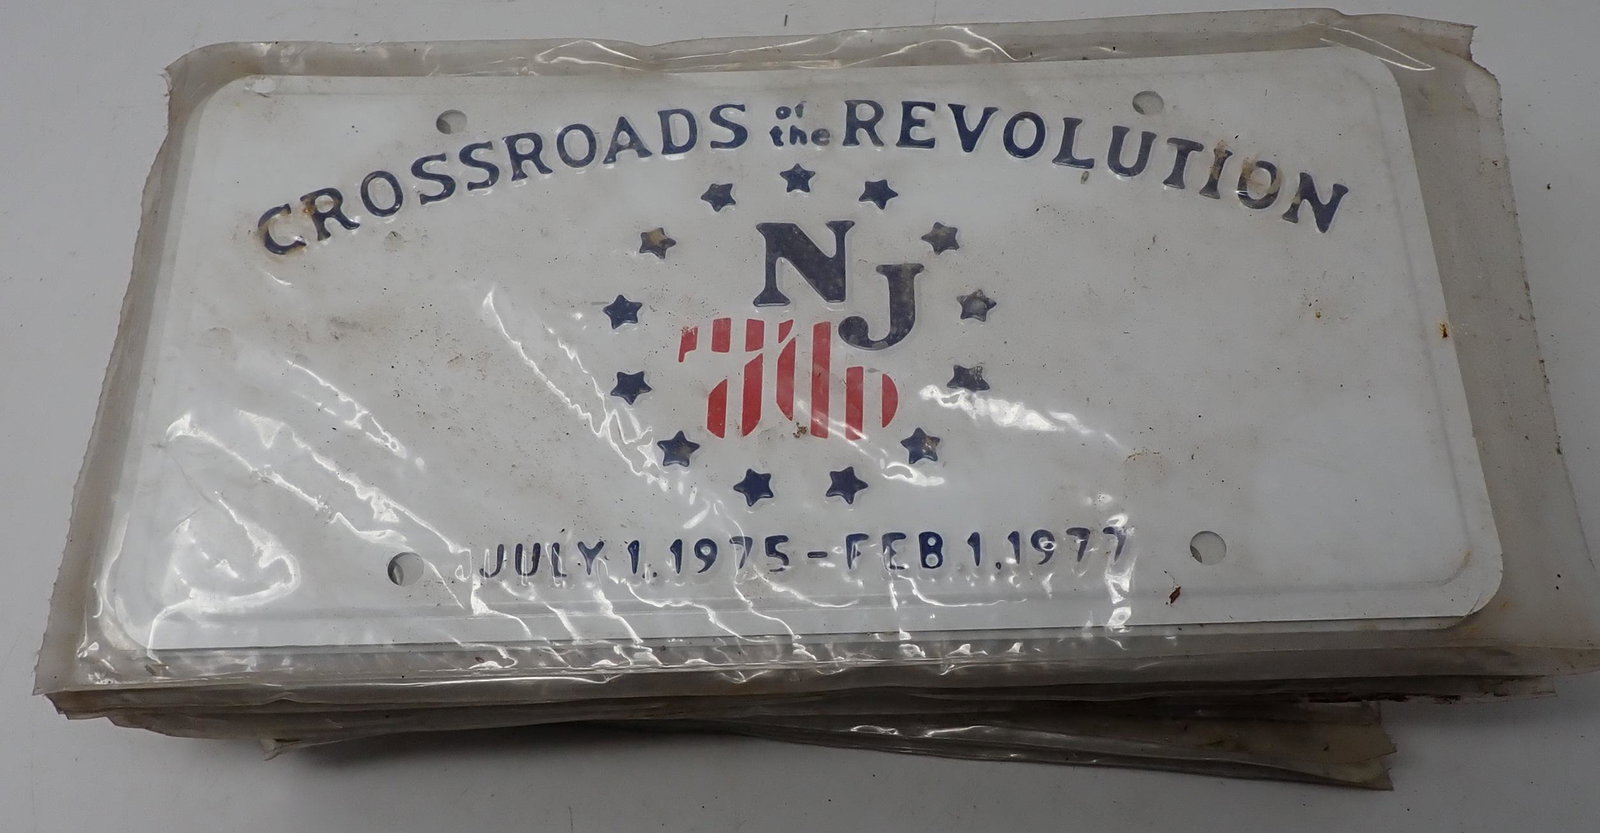 CROSSROADS of the REVOLUTION
NJ
76
JULY 1.1975-FEB 1.1977